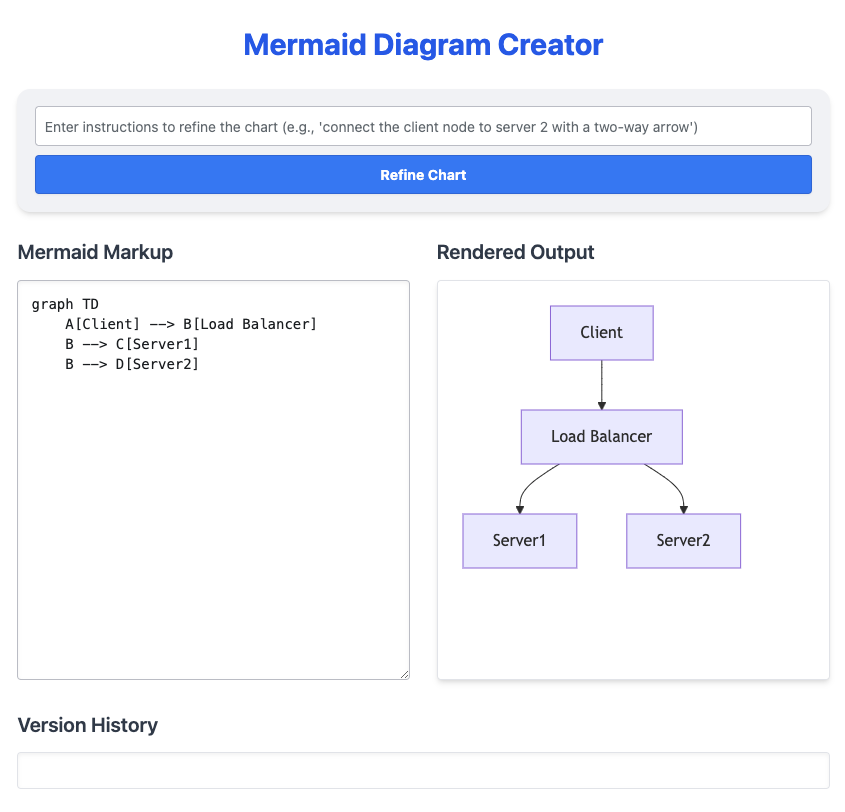 Mermaid Diagram Creator
Enter instructions to refine the chart (e.g., 'connect the client node to server 2 with a two-way arrow')
Refine Chart
Mermaid Markup
graph TD
    A[Client] --> B[Load Balancer]
    B --> C[Server1]
    B --> D[Server2]
Rendered Output
Client
Load Balancer
Server1
Server2
Version History